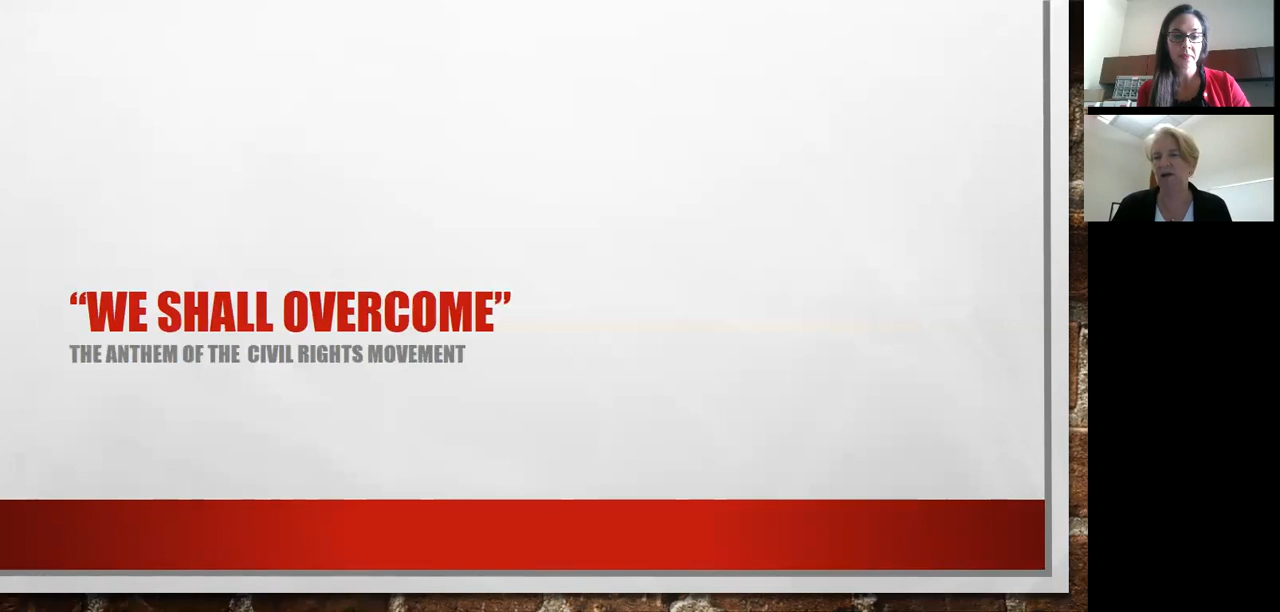 “WE SHALL OVERCOME”
THE ANTHEM OF THE CIVIL RIGHTS MOVEMENT